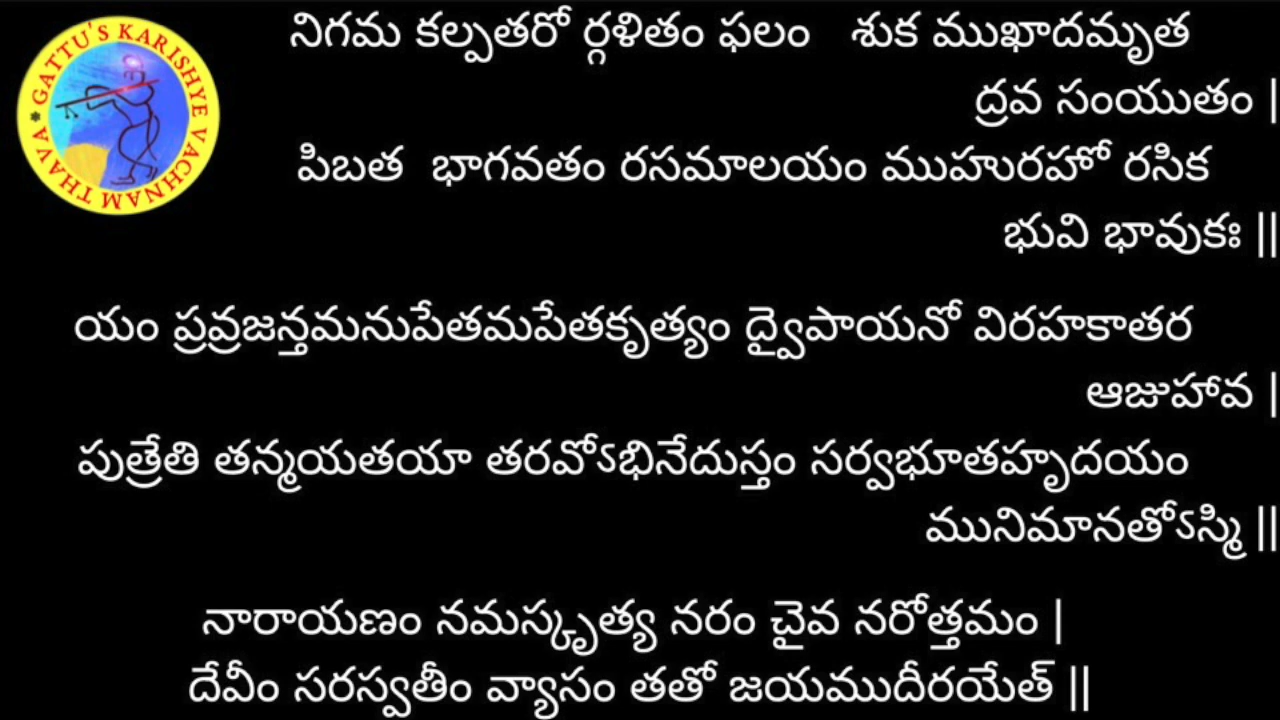 GATTU'S KARISHYE VACHNAM THAVA *
నిగమ కల్పతరో ర్గళితం ఫలం శుక ముఖాదమృత
ద్రవ సంయుతం |
పిబత భాగవతం రసమాలయం ముహురహో రసిక
భువి భావుకః ||
యం ప్రవ్రజన్తమనుపేతమపేతకృత్యం ద్వైపాయనో విరహకాతర
ఆజుహావ |
పుత్రేతి తన్మయతయా తరవోఽభినేదుస్తం సర్వభూతహృదయం
మునిమానతోఽస్మి ||
నారాయణం నమస్కృత్య నరం చైవ నరోత్తమం |
దేవీం సరస్వతీం వ్యాసం తతో జయముదీరయేత్ ||